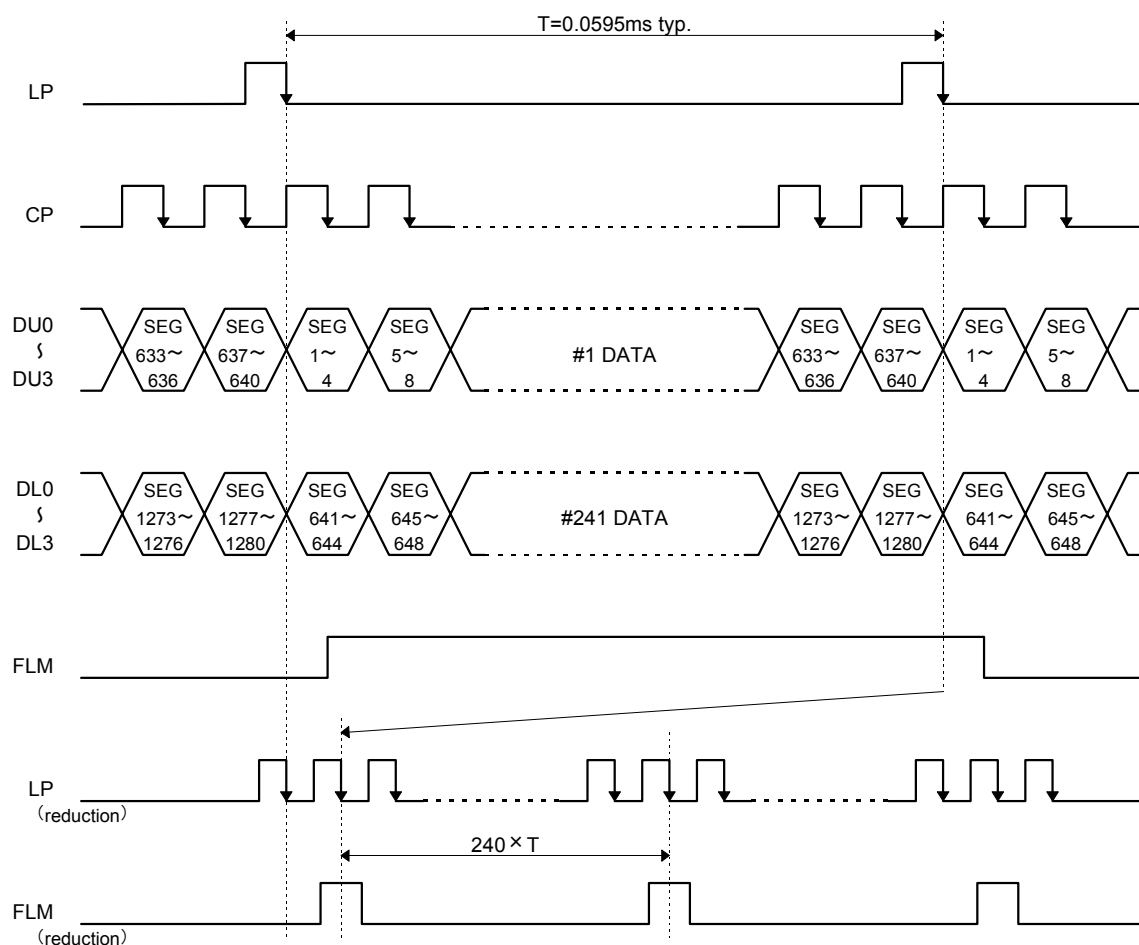 T=0.0595ms typ.
LP
CP
DU0
∽
DU3
SEG
633~
636
SEG
637~
640
SEG
1~
4
SEG
5~
8
#1 DATA
SEG
633~
636
SEG
637~
640
SEG
1~
4
SEG
5~
8
DL0
∽
DL3
SEG
1273~
1276
SEG
1277~
1280
SEG
641~
644
SEG
645~
648
#241 DATA
SEG
1273~
1276
SEG
1277~
1280
SEG
641~
644
SEG
645~
648
FLM
LP
(reduction)
240×T
FLM
(reduction)